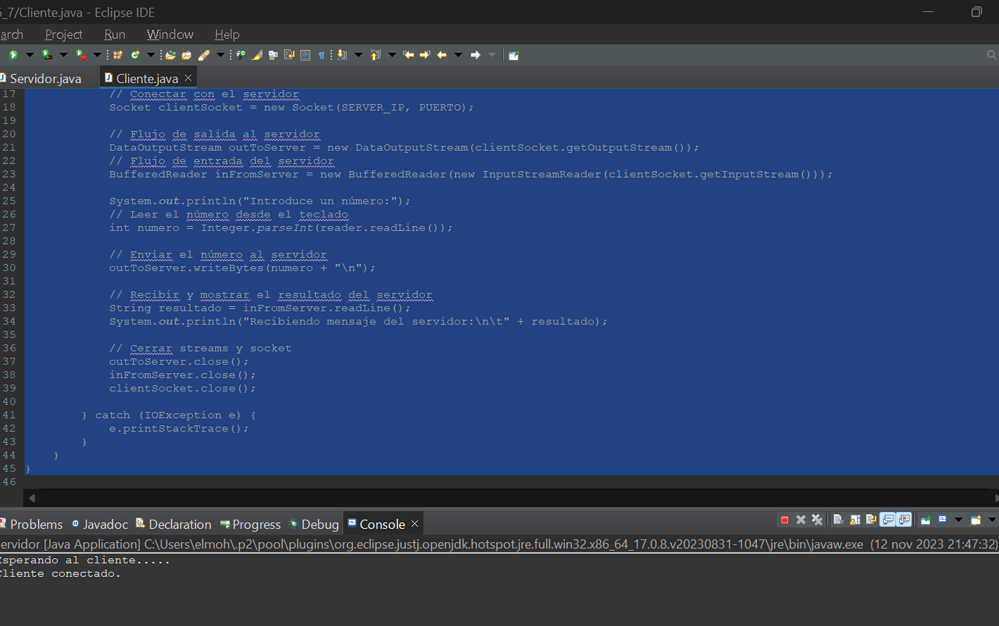 5_7/Cliente.java - Eclipse IDE
arch Project Run Window Help
Servidor.java Cliente.java
17 // Conectar con el servidor
18 Socket clientSocket = new Socket(SERVER_IP, PUERTO);
19
20 // Flujo de salida al servidor
21 DataOutputStream outToServer = new DataOutputStream(clientSocket.getOutputStream());
22 // Flujo de entrada del servidor
23 BufferedReader inFromServer = new BufferedReader(new InputStreamReader(clientSocket.getInputStream()));
24
25 System.out.println("Introduce un número:");
26 // Leer el número desde el teclado
27 int numero = Integer.parseInt(reader.readLine());
28
29 // Enviar el número al servidor
30 outToServer.writeBytes(numero + "\n");
31
32 // Recibir y mostrar el resultado del servidor
33 String resultado = inFromServer.readLine();
34 System.out.println("Recibiendo mensaje del servidor:\n\t" + resultado);
35
36 // Cerrar streams y socket
37 outToServer.close();
38 inFromServer.close();
39 clientSocket.close();
40
41 } catch (IOException e) {
42 e.printStackTrace();
43 }
44 }
45 }
46
Problems Javadoc Declaration Progress Debug Console
ervidor [Java Application] C:\Users\elmoh\.p2\pool\plugins\org.eclipse.justj.openjdk.hotspot.jre.full.win32.x86_64_17.0.8.v20230831-1047\jre\bin\javaw.exe (12 nov 2023 21:47:32)
Esperando al cliente.....
Cliente conectado.